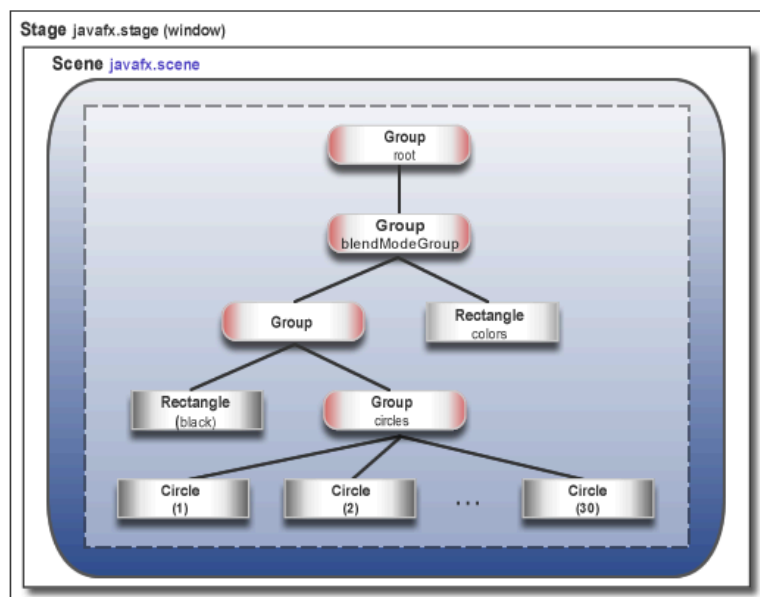 Stage javafx.stage (window)
Scene javafx.scene
Group
root
Group
blendModeGroup
Group
Rectangle
colors
Rectangle
(black)
Group
circles
Circle
(1)
Circle
(2)
...
Circle
(30)